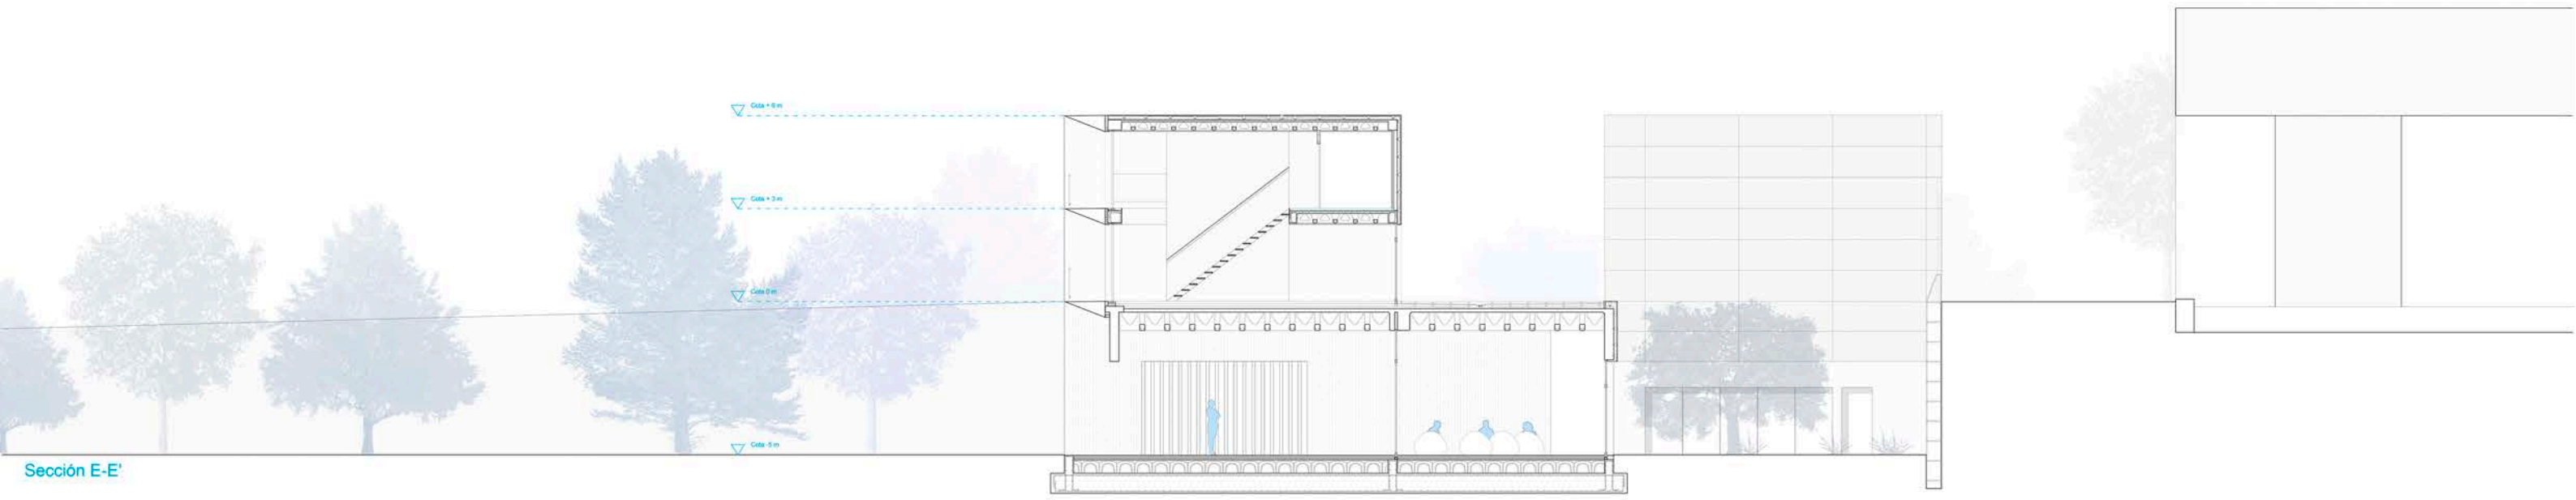 Cota + 6 m
Cota + 3 m
Cota 0 m
Cota -5 m
Sección E-E'